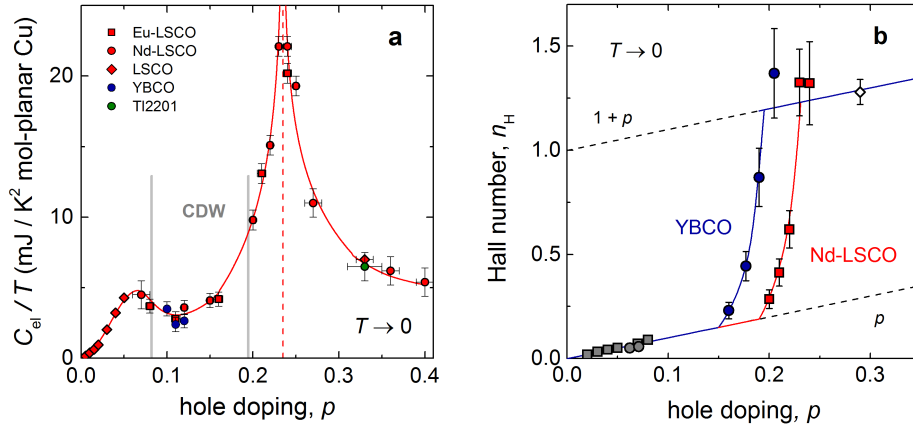 a
Eu-LSCO
Nd-LSCO
LSCO
YBCO
Tl2201
CDW
T → 0
0
10
20
0.0
0.1
0.2
0.3
0.4
C_el / T (mJ / K² mol-planar Cu)
hole doping, p
b
T → 0
1 + p
YBCO
Nd-LSCO
p
0.0
0.5
1.0
1.5
0.0
0.1
0.2
0.3
Hall number, n_H
hole doping, p